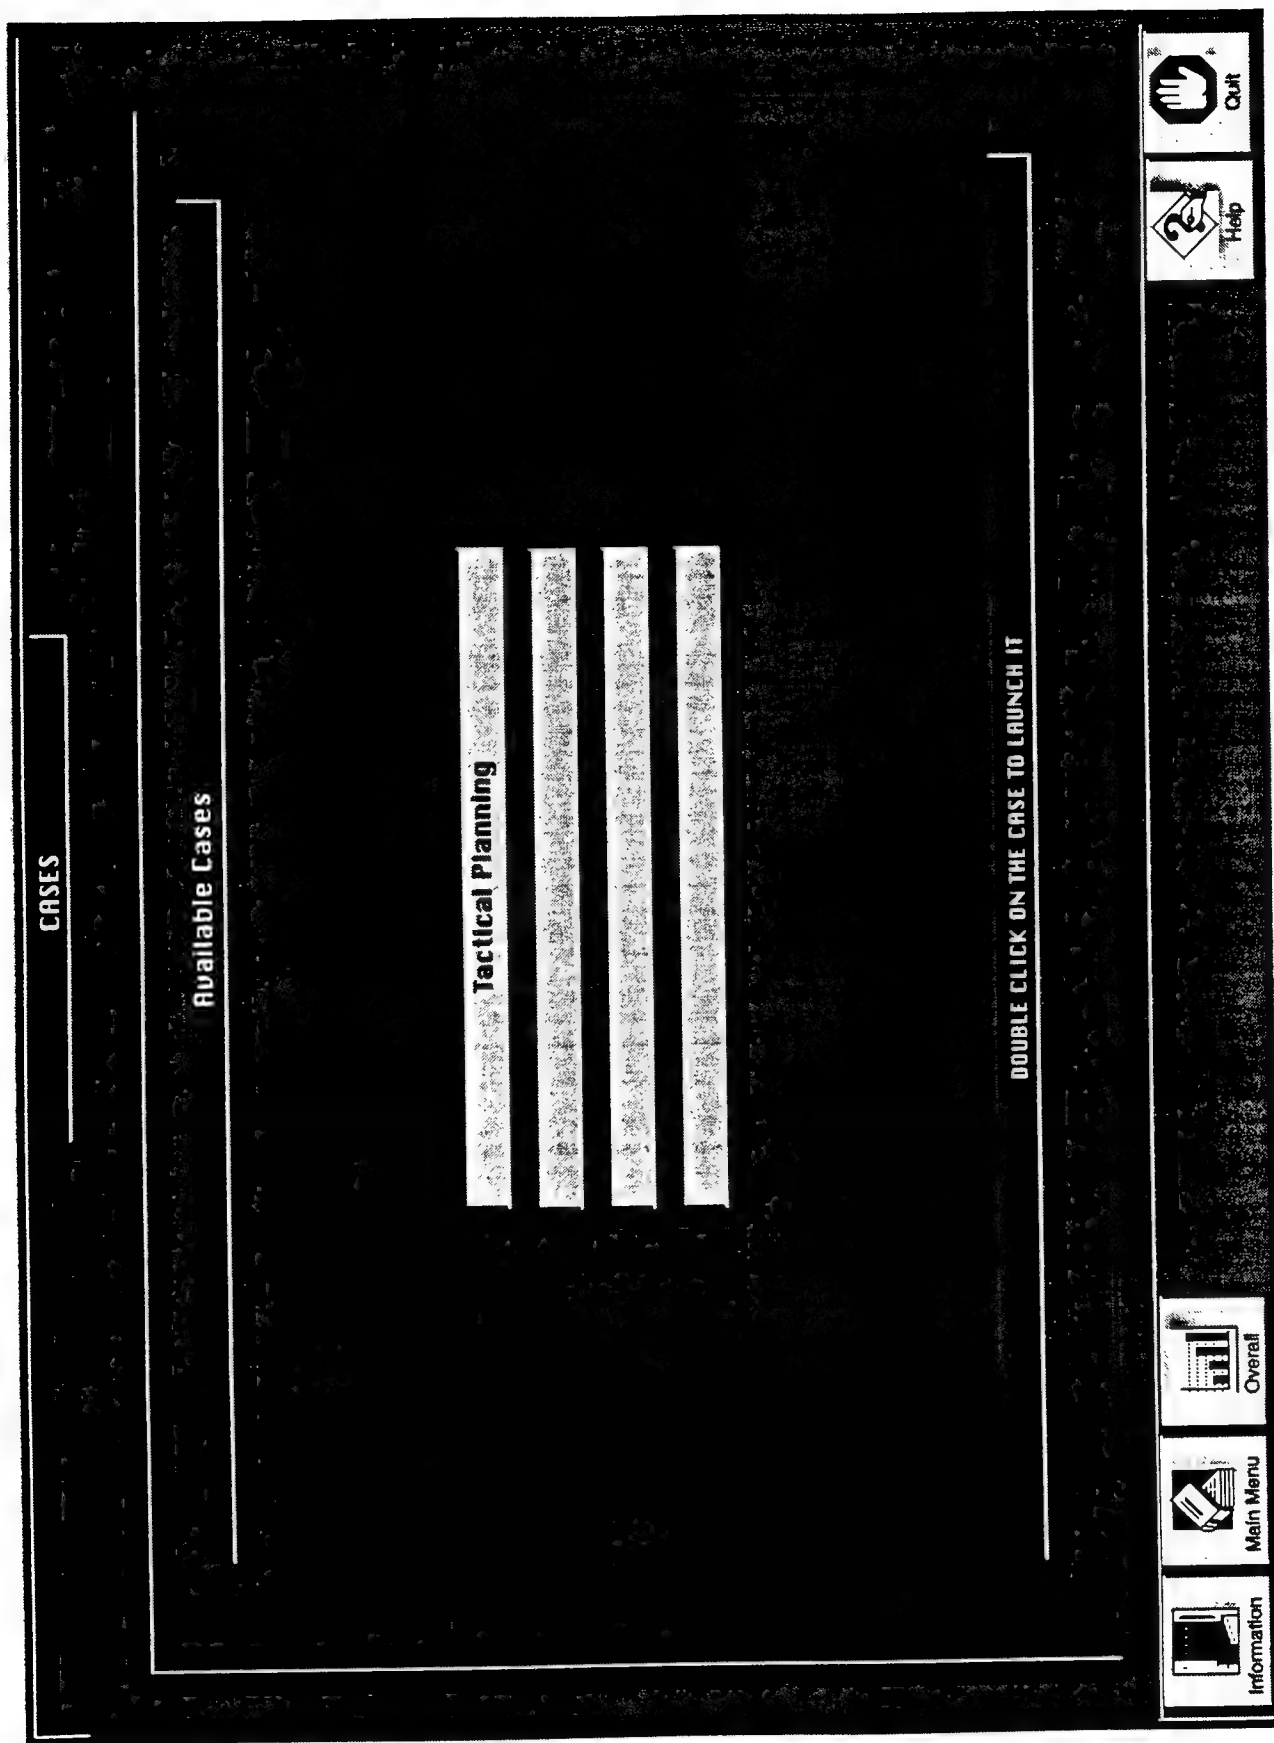 CASES
Available Cases
Tactical Planning
DOUBLE CLICK ON THE CASE TO LAUNCH IT
Information
Main Menu
Overall
Help
Quit